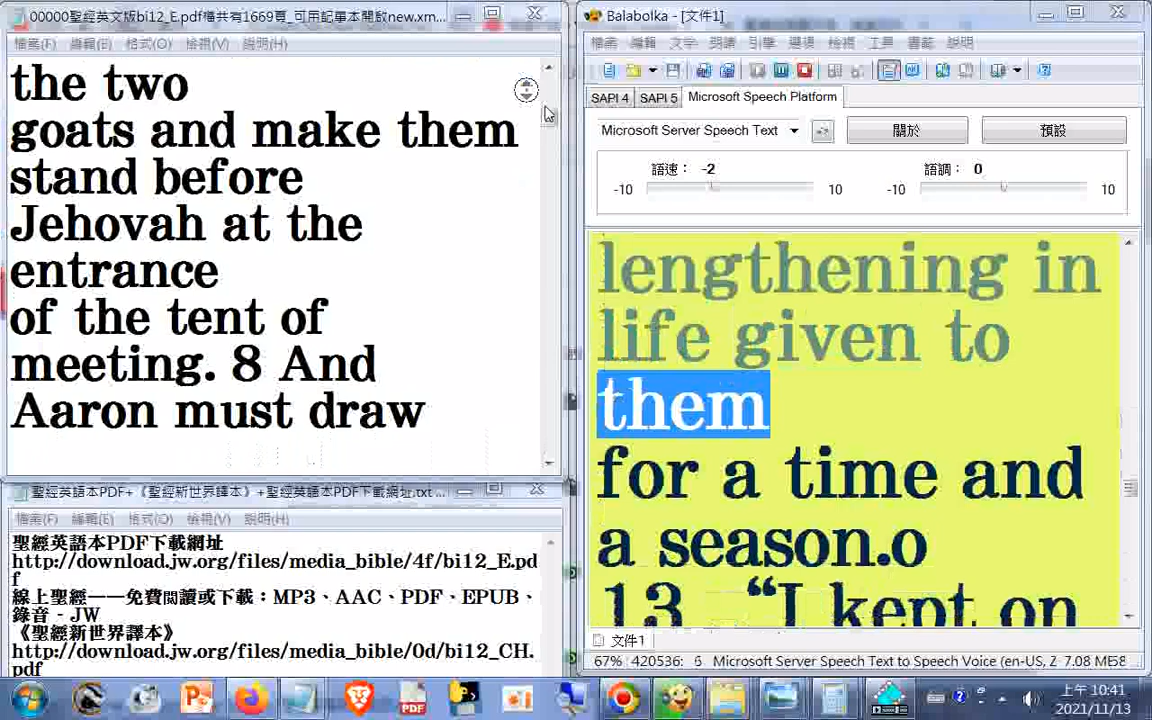 00000聖經英文版bi12_E.pdf檔共有1669頁_可用記事本開啟new.xm...
檔案(F) 編輯(E) 格式(O) 檢視(V) 說明(H)
the two
goats and make them
stand before
Jehovah at the
entrance
of the tent of
meeting. 8 And
Aaron must draw
聖經英語本PDF+《聖經新世界譯本》+聖經英語本PDF下載網址.txt ...
檔案(F) 編輯(E) 格式(O) 檢視(V) 說明(H)
聖經英語本PDF下載網址
http://download.jw.org/files/media_bible/4f/bi12_E.pd
f
線上聖經——免費閱讀或下載：MP3、AAC、PDF、EPUB、
錄音 - JW
《聖經新世界譯本》
http://download.jw.org/files/media_bible/0d/bi12_CH.
pdf
Balabolka - [文件1]
檔案 編輯 文字 朗讀 引擎 選項 檢視 工具 書籤 說明
SAPI 4 SAPI 5 Microsoft Speech Platform
Microsoft Server Speech Text 關於 預設
語速： -2 語調： 0
-10 10 -10 10
lengthening in
life given to
them
for a time and
a season.o
13 “I kept on
文件1
67% 420536: 6 Microsoft Server Speech Text to Speech Voice (en-US, Z 7.08 ME58
PDF
上午 10:41
2021/11/13